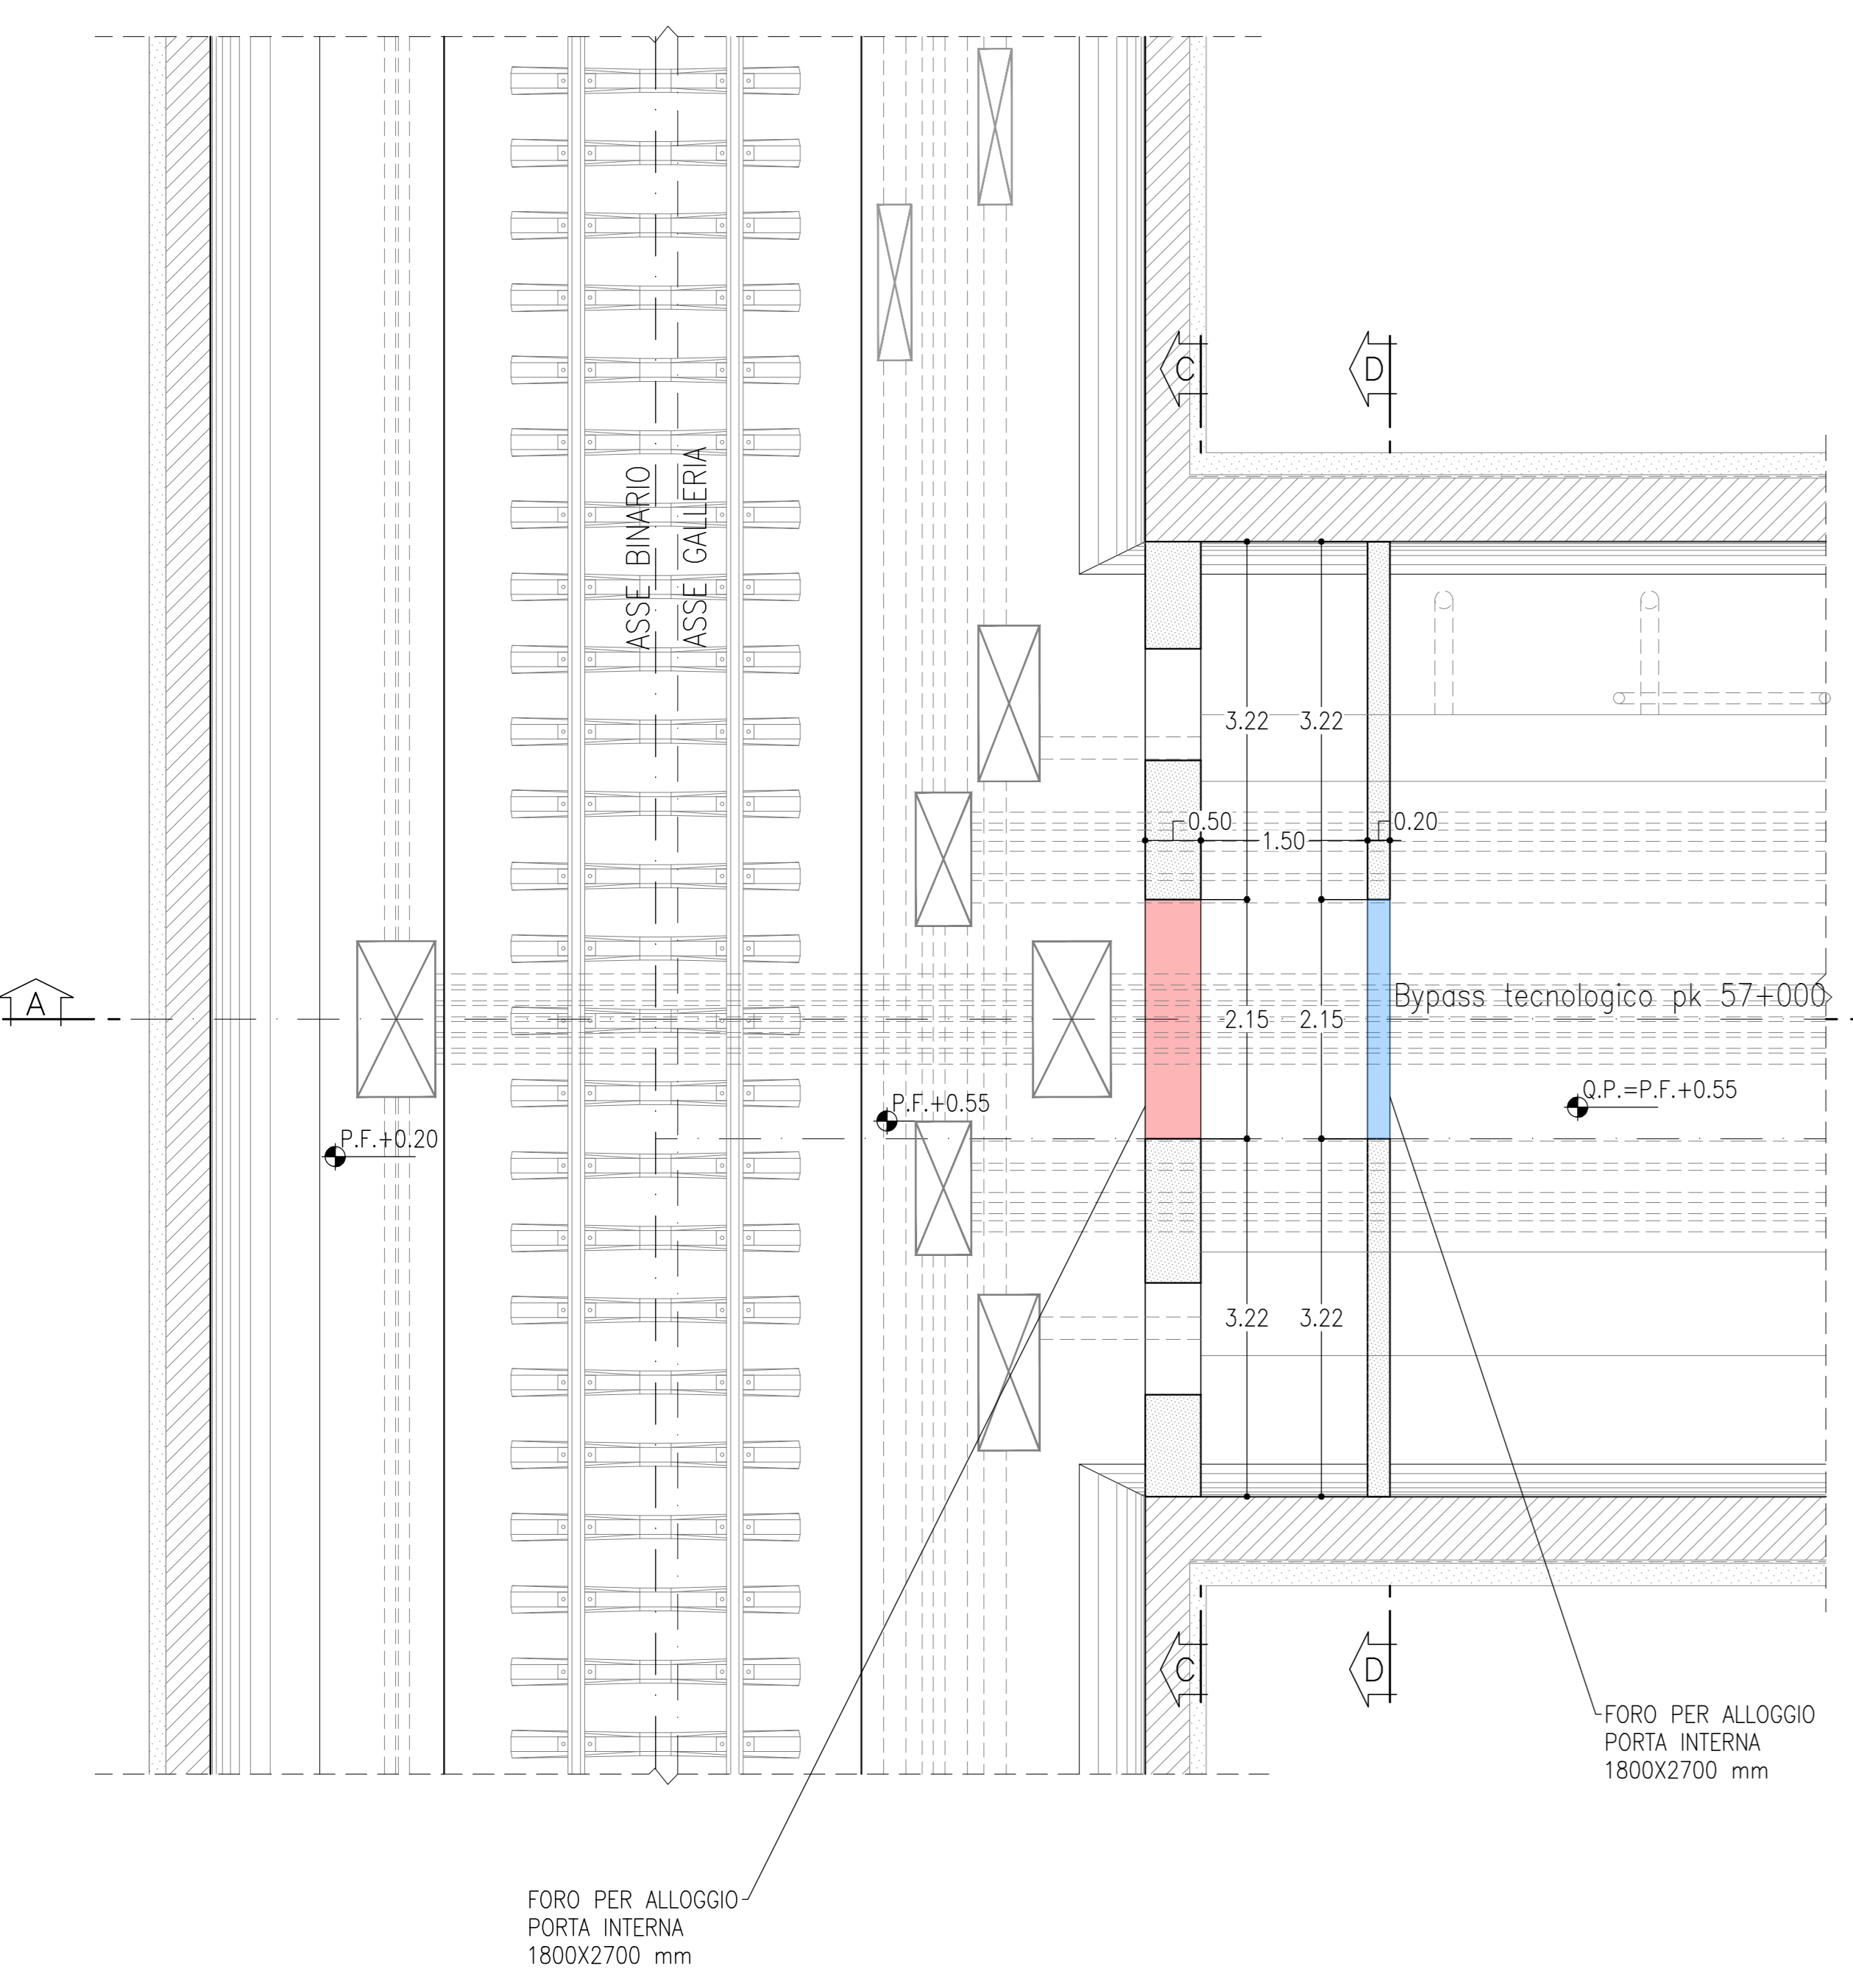 C
D
ASSE BINARIO
ASSE GALLERIA
3.22
3.22
0.50
1.50
0.20
A
Bypass tecnologico pk 57+000
2.15
2.15
Q.P.=P.F.+0.55
P.F.+0.55
P.F.+0.20
3.22
3.22
C
D
FORO PER ALLOGGIO
PORTA INTERNA
1800X2700 mm
FORO PER ALLOGGIO
PORTA INTERNA
1800X2700 mm